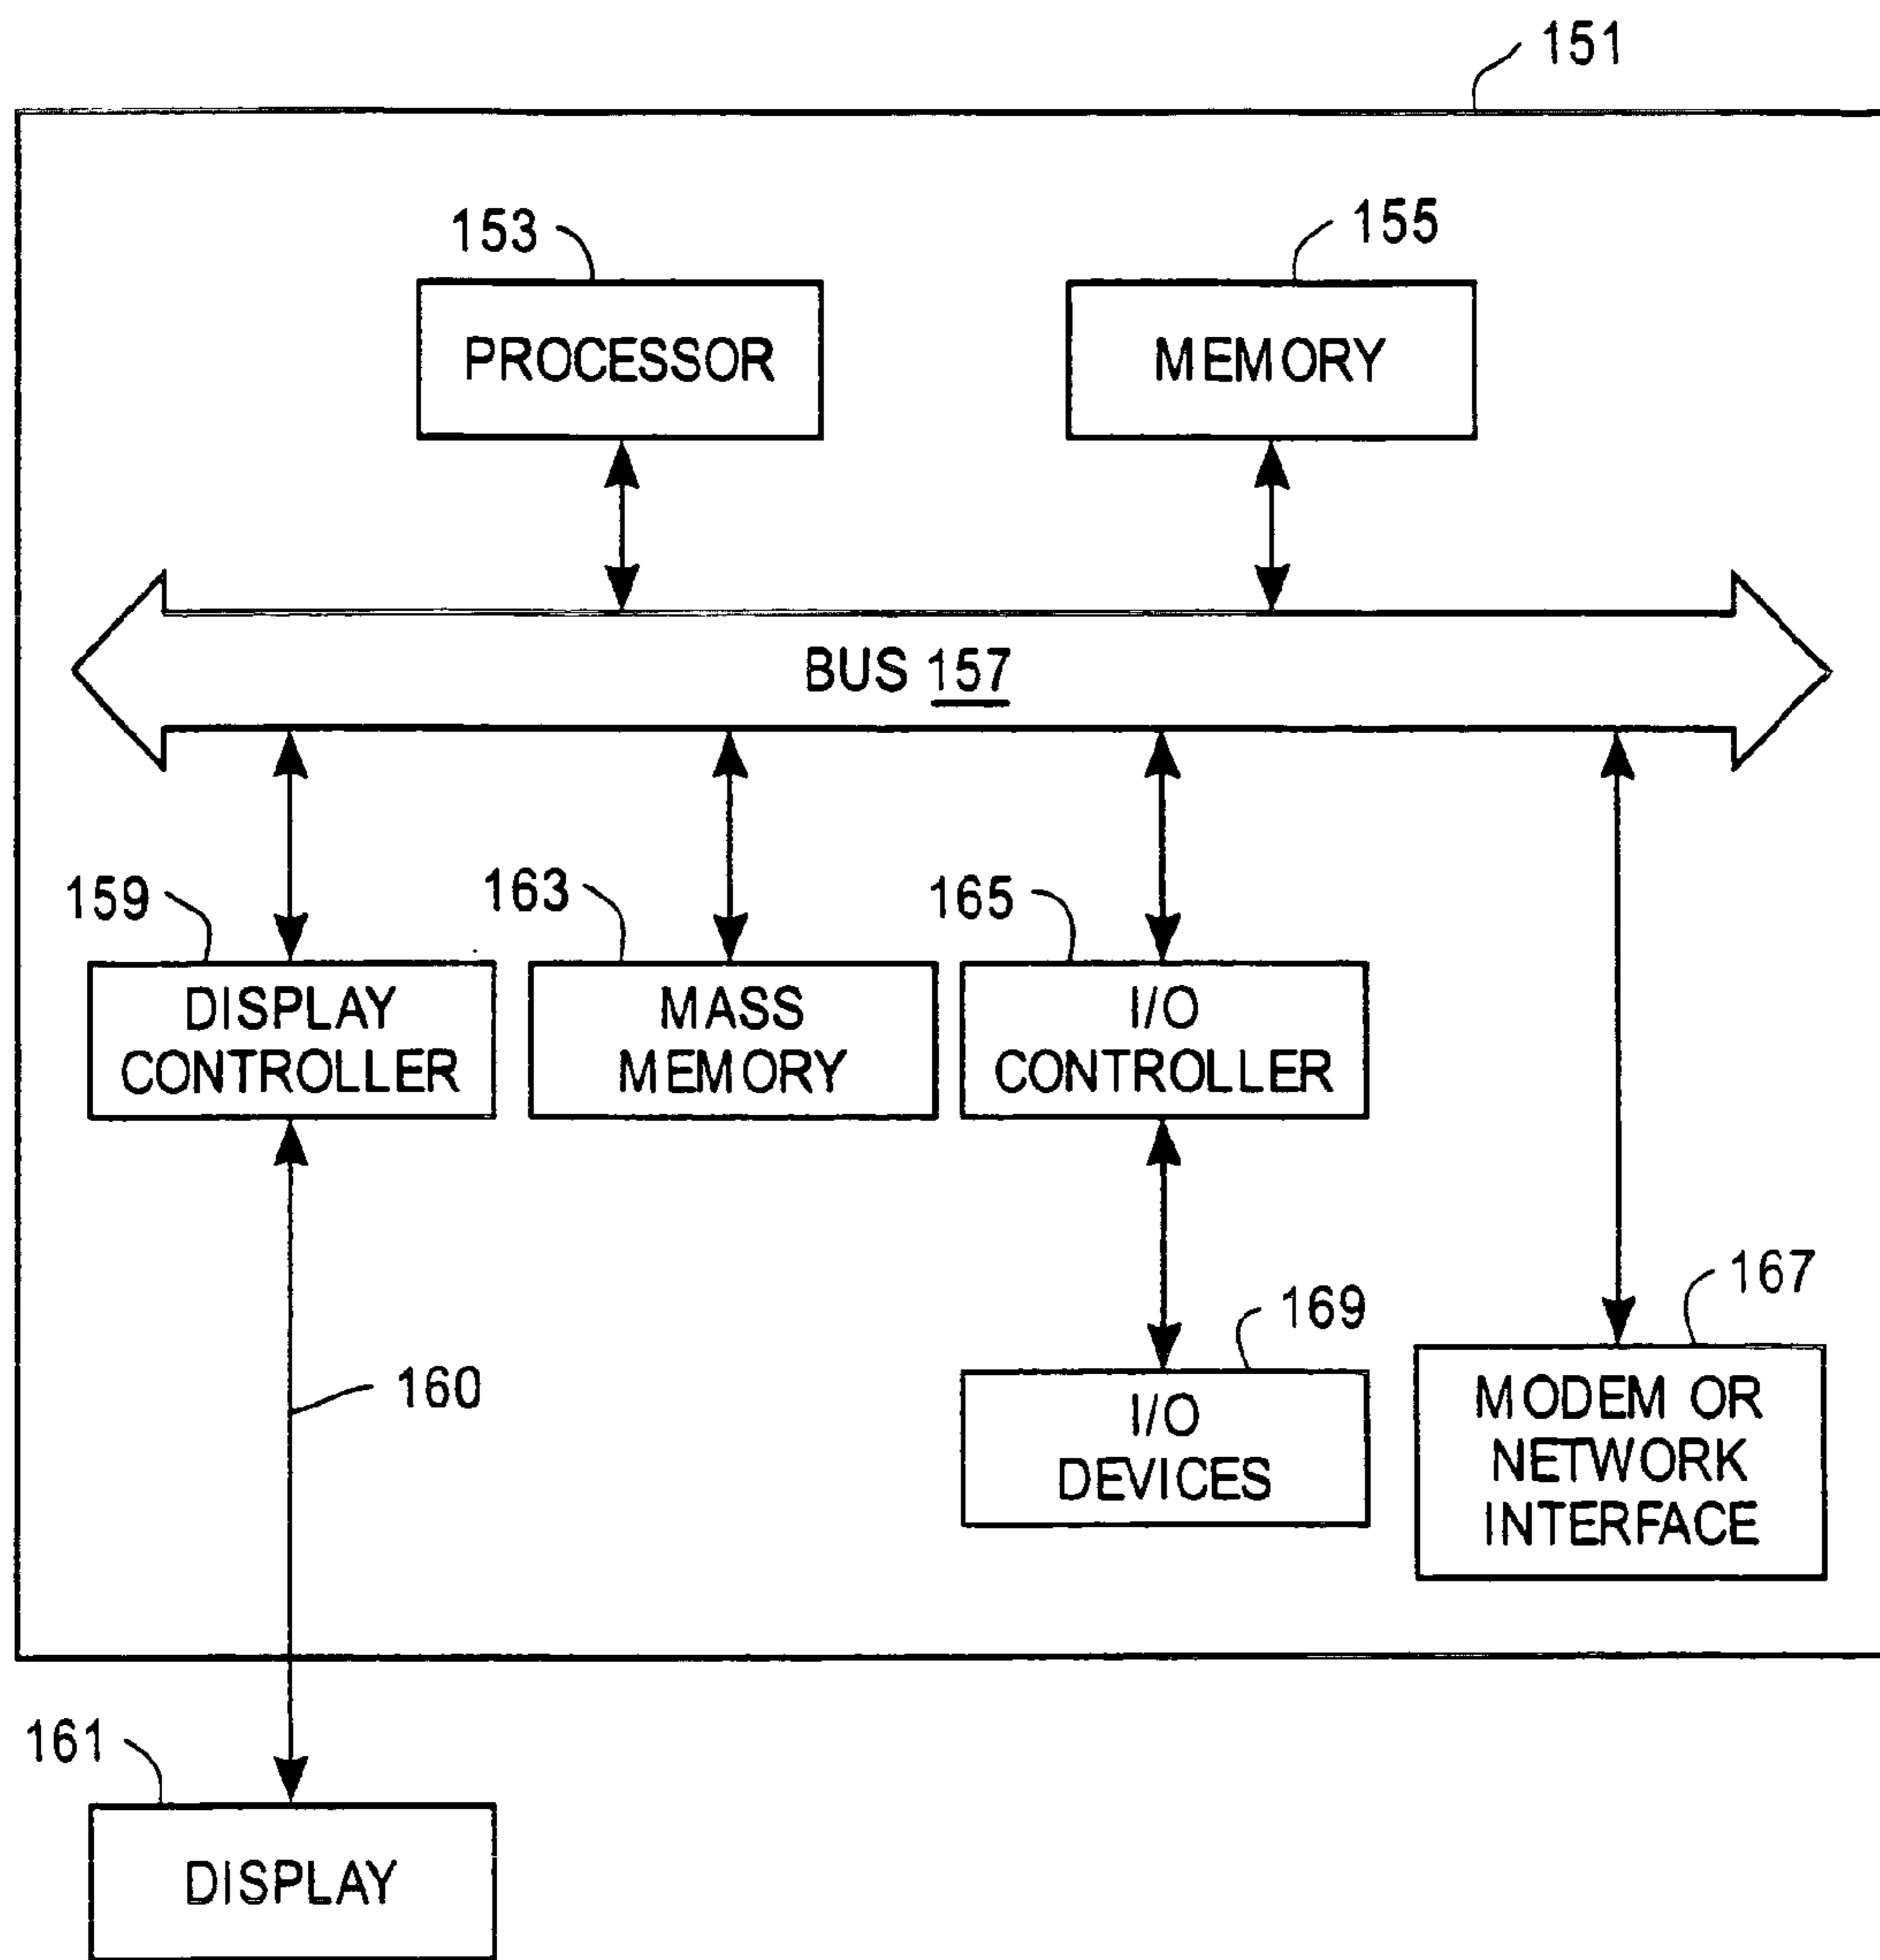 151
153
155
PROCESSOR
MEMORY
BUS 157
159
163
165
DISPLAY
CONTROLLER
MASS
MEMORY
I/O
CONTROLLER
160
169
167
I/O
DEVICES
MODEM OR
NETWORK
INTERFACE
161
DISPLAY